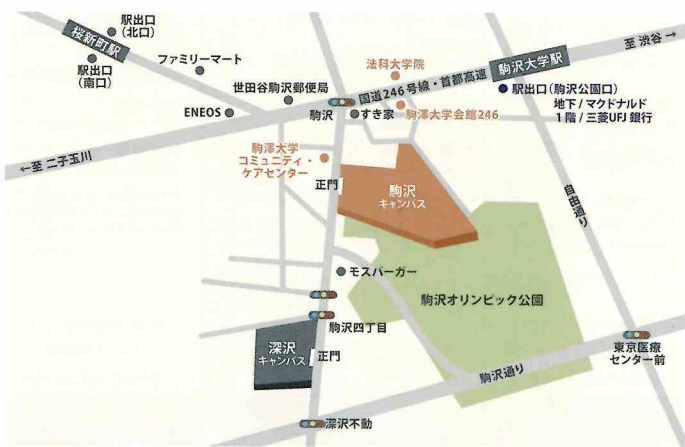 駅出口
(北口)
桜新町駅
駅出口
(南口)
ファミリーマート
世田谷駒沢郵便局
ENEOS
←至 二子玉川
駒沢
国道246号線・首都高速
法科大学院
すき家
駒澤大学会館246
駒沢大学駅
至 渋谷→
駅出口(駒沢公園口)
地下/マクドナルド
1階/三菱UFJ銀行
駒澤大学
コミュニティ・
ケアセンター
正門
駒沢
キャンパス
自由通り
モスバーガー
駒沢オリンピック公園
駒沢四丁目
深沢
キャンパス
正門
駒沢通り
東京医療
センター前
深沢不動